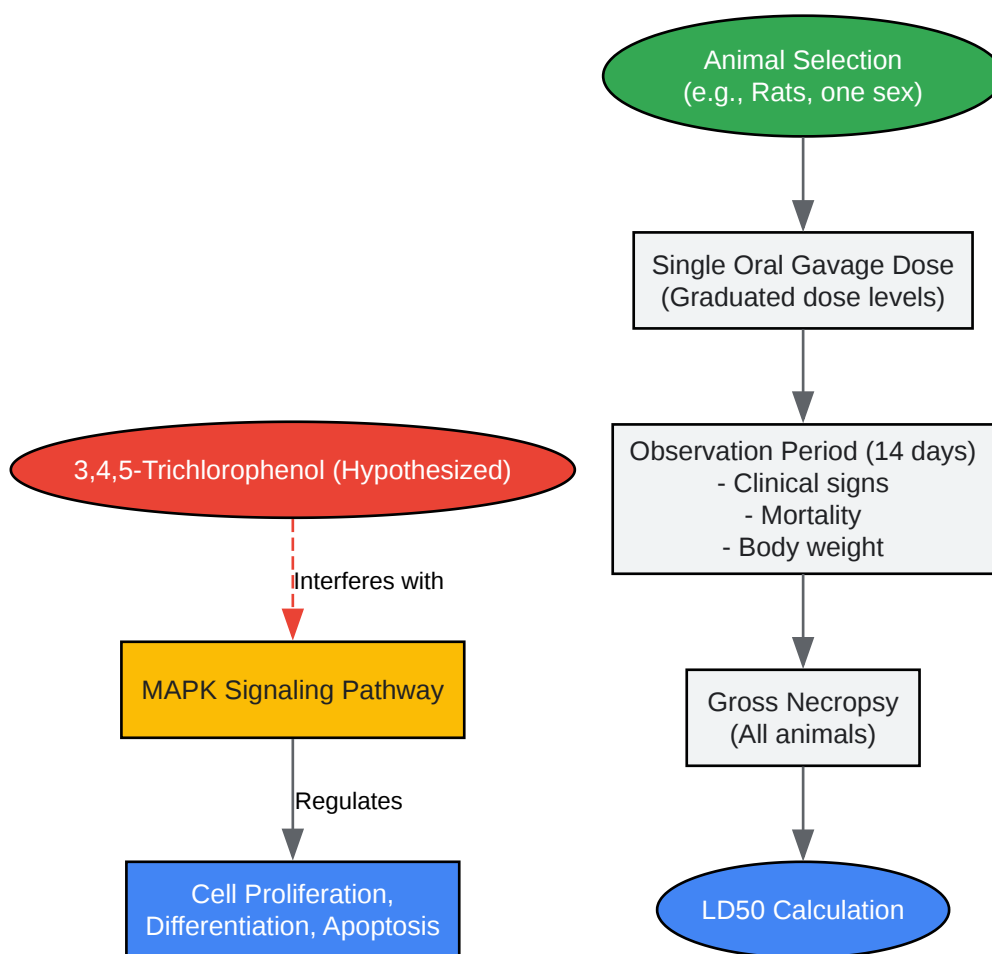 Animal Selection
(e.g., Rats, one sex)
Single Oral Gavage Dose
(Graduated dose levels)
Observation Period (14 days)
- Clinical signs
- Mortality
- Body weight
Gross Necropsy
(All animals)
LD50 Calculation
3,4,5-Trichlorophenol (Hypothesized)
Interferes with
MAPK Signaling Pathway
Regulates
Cell Proliferation,
Differentiation, Apoptosis